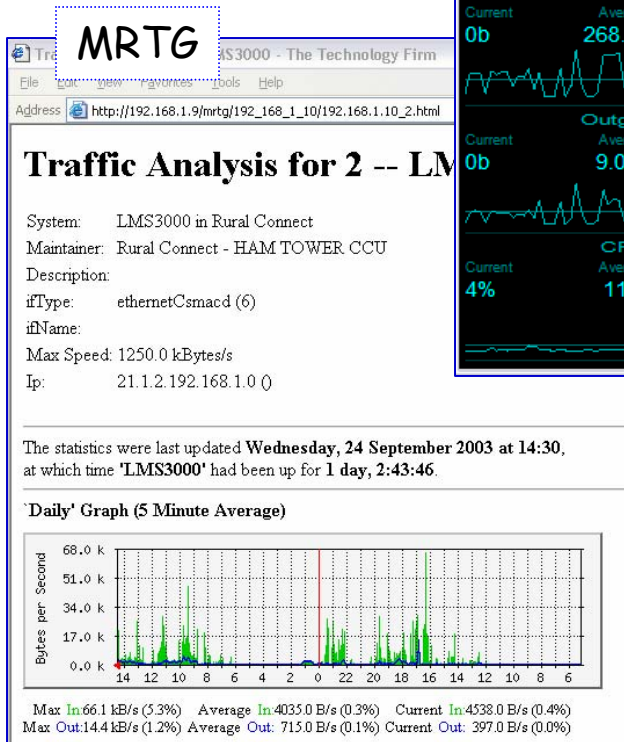 MRTG
MS3000 - The Technology Firm
File Edit View Favorites Tools Help
Address http://192.168.1.9/mrtg/192_168_1_10/192.168.1.10_2.html
Traffic Analysis for 2 --
System: LMS3000 in Rural Connect
Maintainer: Rural Connect - HAM TOWER CCU
Description:
ifType: ethernetCsmacd (6)
ifName:
Max Speed: 1250.0 kBytes/s
Ip: 21.1.2.192.168.1.0 ()
The statistics were last updated Wednesday, 24 September 2003 at 14:30,
at which time 'LMS3000' had been up for 1 day, 2:43:46.
`Daily' Graph (5 Minute Average)
Bytes per Second
68.0 k
51.0 k
34.0 k
17.0 k
0.0 k
14 12 10 8 6 4 2 0 22 20 18 16 14 12 10 8 6
Max In:66.1 kB/s (5.3%) Average In:4035.0 B/s (0.3%) Current In:4538.0 B/s (0.4%)
Max Out:14.4 kB/s (1.2%) Average Out: 715.0 B/s (0.1%) Current Out: 397.0 B/s (0.0%)
Current
0b 268.
Current
0b 9.0
Current
4% 11